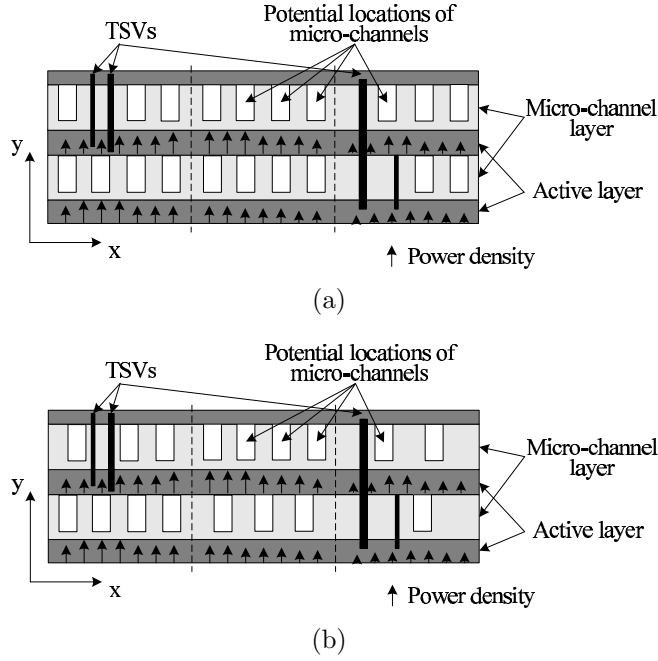 TSVs
Potential locations of
micro-channels
Micro-channel
layer
y
Active layer
x
Power density
(a)
TSVs
Potential locations of
micro-channels
Micro-channel
layer
y
Active layer
x
Power density
(b)